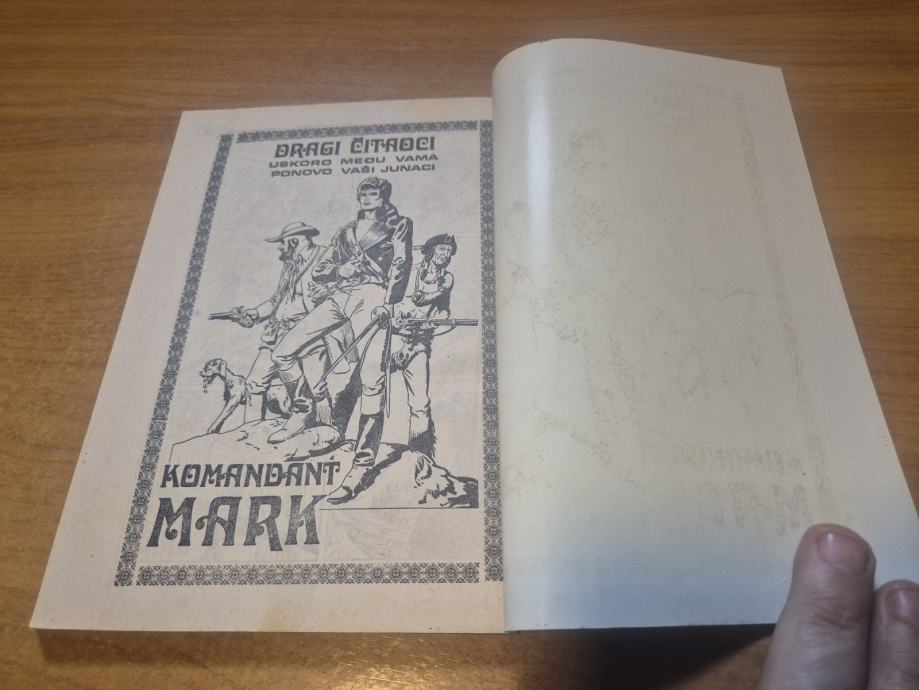 DRAGI ČITAOCI
USKORO MEĐU VAMA
PONOVO VAŠI JUNACI
KOMANDANT
MARK